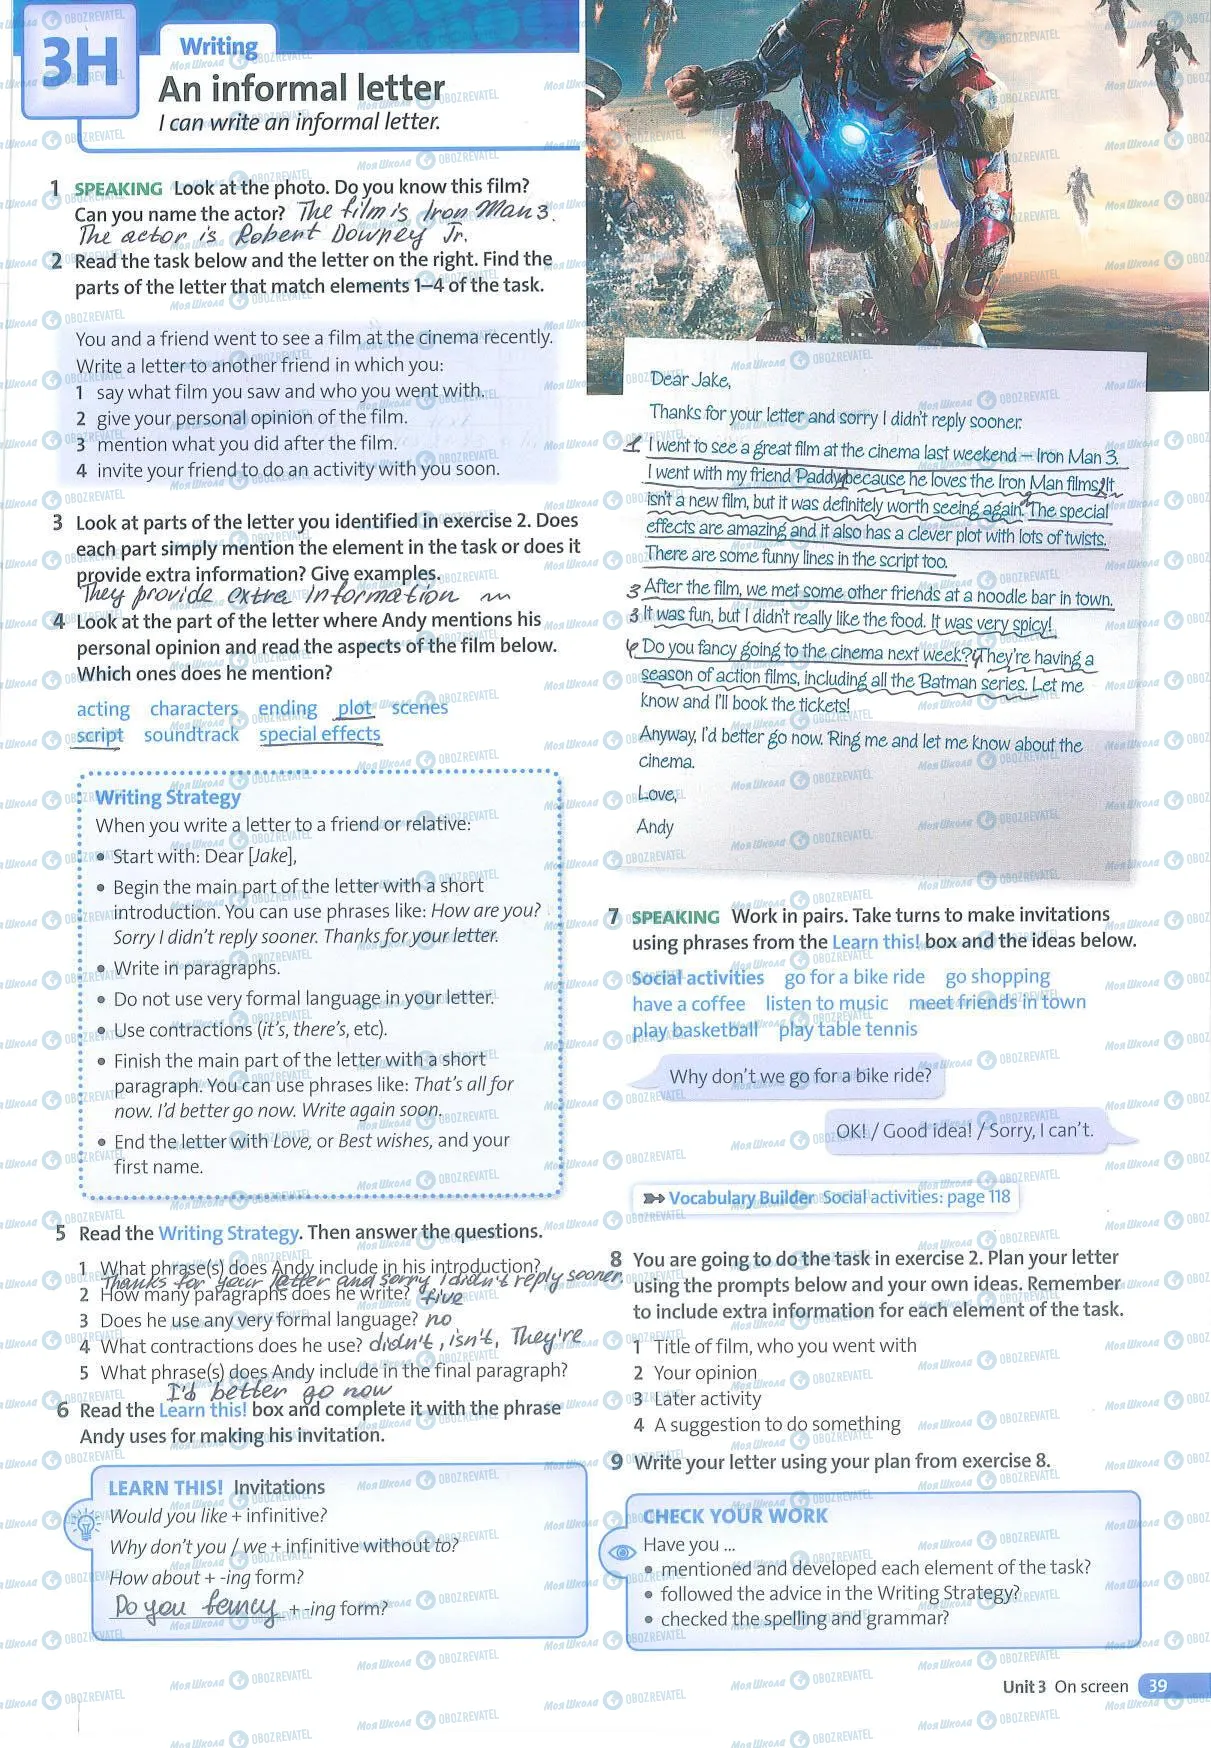 3H
Writing
An informal letter
I can write an informal letter.
1 SPEAKING Look at the photo. Do you know this film?
Can you name the actor? The film is Iron Man 3.
The actor is Robert Downey Jr.
2 Read the task below and the letter on the right. Find the
parts of the letter that match elements 1–4 of the task.
You and a friend went to see a film at the cinema recently.
Write a letter to another friend in which you:
1 say what film you saw and who you went with.
2 give your personal opinion of the film.
3 mention what you did after the film.
4 invite your friend to do an activity with you soon.
3 Look at parts of the letter you identified in exercise 2. Does
each part simply mention the element in the task or does it
provide extra information? Give examples.
They provide extra information
4 Look at the part of the letter where Andy mentions his
personal opinion and read the aspects of the film below.
Which ones does he mention?
acting characters ending plot scenes
script soundtrack special effects
Writing Strategy
When you write a letter to a friend or relative:
• Start with: Dear [Jake],
• Begin the main part of the letter with a short
introduction. You can use phrases like: How are you?
Sorry I didn't reply sooner. Thanks for your letter.
• Write in paragraphs.
• Do not use very formal language in your letter.
• Use contractions (it's, there's, etc).
• Finish the main part of the letter with a short
paragraph. You can use phrases like: That's all for
now. I'd better go now. Write again soon.
• End the letter with Love, or Best wishes, and your
first name.
5 Read the Writing Strategy. Then answer the questions.
1 What phrase(s) does Andy include in his introduction?
Thanks for your letter and sorry I didn't reply sooner.
2 How many paragraphs does he write? five
3 Does he use any very formal language? no
4 What contractions does he use? didn't, isn't, They're
5 What phrase(s) does Andy include in the final paragraph?
I'd better go now
6 Read the Learn this! box and complete it with the phrase
Andy uses for making his invitation.
LEARN THIS! Invitations
Would you like + infinitive?
Why don't you / we + infinitive without to?
How about + -ing form?
Do you fancy + -ing form?
Dear Jake,
Thanks for your letter and sorry I didn't reply sooner.
1 I went to see a great film at the cinema last weekend – Iron Man 3.
I went with my friend Paddy because he loves the Iron Man films. It
isn't a new film, but it was definitely worth seeing again. The special
effects are amazing and it also has a clever plot with lots of twists.
There are some funny lines in the script too.
3 After the film, we met some other friends at a noodle bar in town.
3 It was fun, but I didn't really like the food. It was very spicy!
Do you fancy going to the cinema next week? They're having a
season of action films, including all the Batman series. Let me
know and I'll book the tickets!
Anyway, I'd better go now. Ring me and let me know about the
cinema.
Love,
Andy
7 SPEAKING Work in pairs. Take turns to make invitations
using phrases from the Learn this! box and the ideas below.
Social activities go for a bike ride go shopping
have a coffee listen to music meet friends in town
play basketball play table tennis
Why don't we go for a bike ride?
OK! / Good idea! / Sorry, I can't.
Vocabulary Builder Social activities: page 118
8 You are going to do the task in exercise 2. Plan your letter
using the prompts below and your own ideas. Remember
to include extra information for each element of the task.
1 Title of film, who you went with
2 Your opinion
3 Later activity
4 A suggestion to do something
9 Write your letter using your plan from exercise 8.
CHECK YOUR WORK
Have you ...
• mentioned and developed each element of the task?
• followed the advice in the Writing Strategy?
• checked the spelling and grammar?
Unit 3 On screen 39
Моя Школа OBOZREVATEL